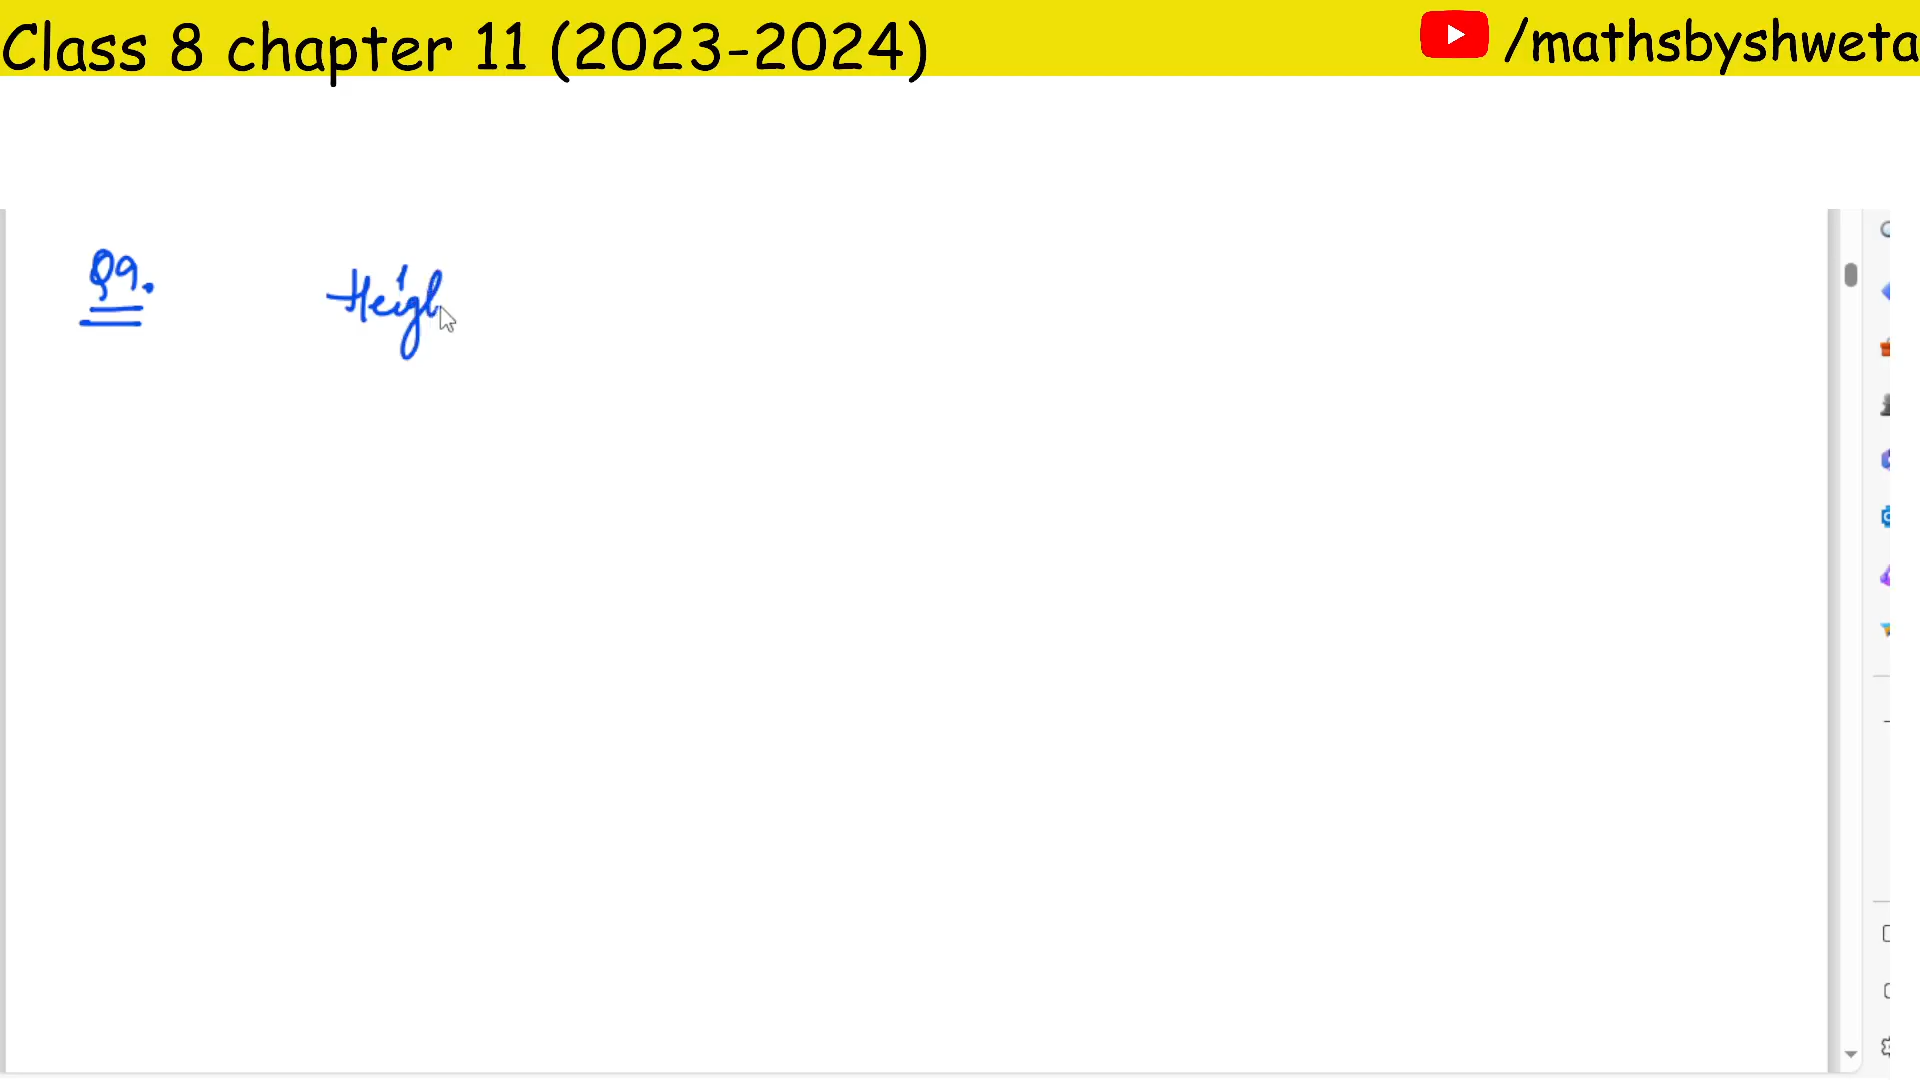 Class 8 chapter 11 (2023-2024)
/mathsbyshweta
Q9.
Heigh